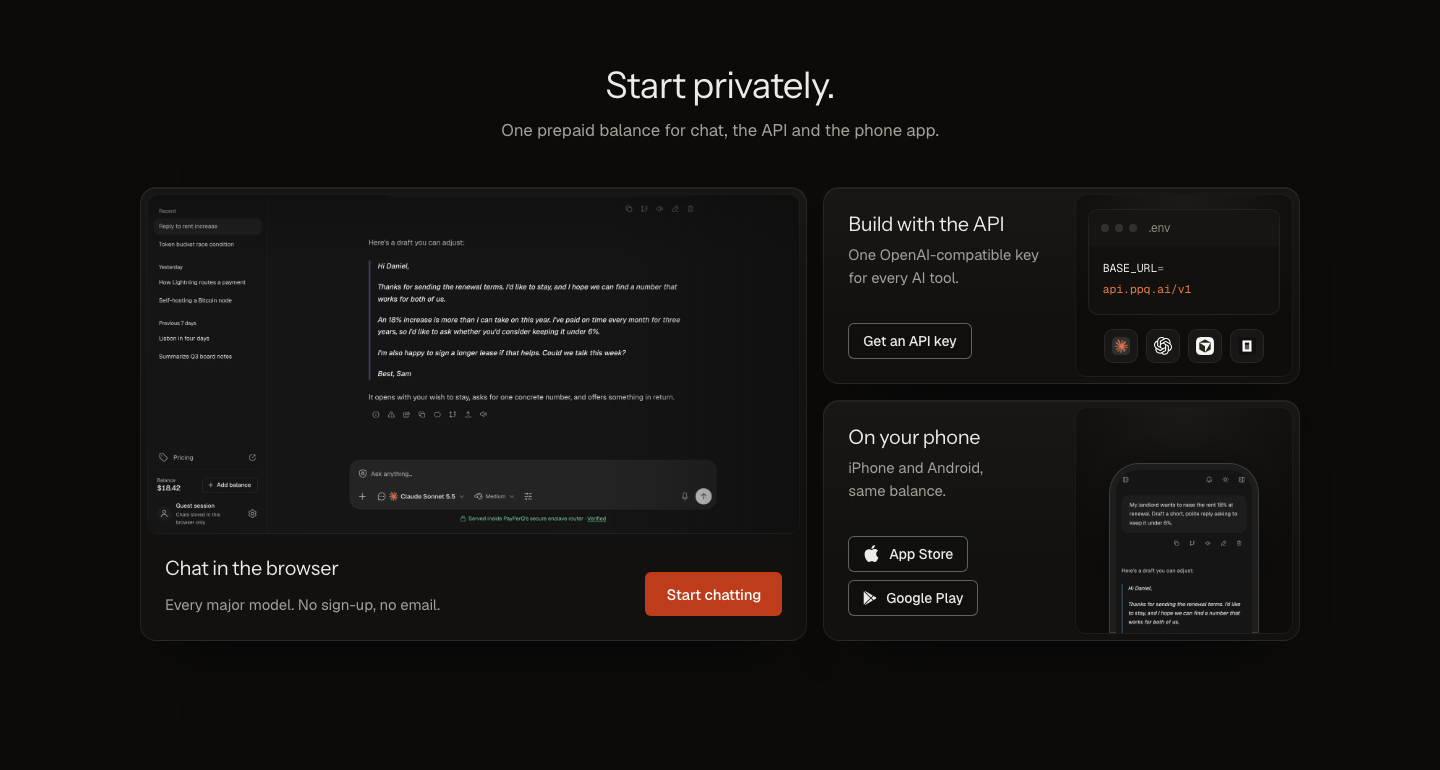 Start privately.
One prepaid balance for chat, the API and the phone app.
Recent
Reply to rent increase
Token bucket race condition
Yesterday
How Lightning routes a payment
Self-hosting a Bitcoin node
Previous 7 days
Lisbon in four days
Summarize Q3 board notes
Pricing
Balance
$18.42
+ Add balance
Guest session
Chats stored in this
browser only
Here's a draft you can adjust:
Hi Daniel,
Thanks for sending the renewal terms. I'd like to stay, and I hope we can find a number that
works for both of us.
An 18% increase is more than I can take on this year. I've paid on time every month for three
years, so I'd like to ask whether you'd consider keeping it under 6%.
I'm also happy to sign a longer lease if that helps. Could we talk this week?
Best, Sam
It opens with your wish to stay, asks for one concrete number, and offers something in return.
Ask anything...
Claude Sonnet 5.5
Medium
Served inside PayPerQ's secure enclave router · Verified
Chat in the browser
Every major model. No sign-up, no email.
Start chatting
Build with the API
One OpenAI-compatible key
for every AI tool.
Get an API key
.env
BASE_URL=
api.ppq.ai/v1
On your phone
iPhone and Android,
same balance.
App Store
Google Play
My landlord wants to raise the rent 18% at
renewal. Draft a short, polite reply asking to
keep it under 6%.
Here's a draft you can adjust:
Hi Daniel,
Thanks for sending the renewal terms. I'd like
to stay, and I hope we can find a number that
works for both of us.